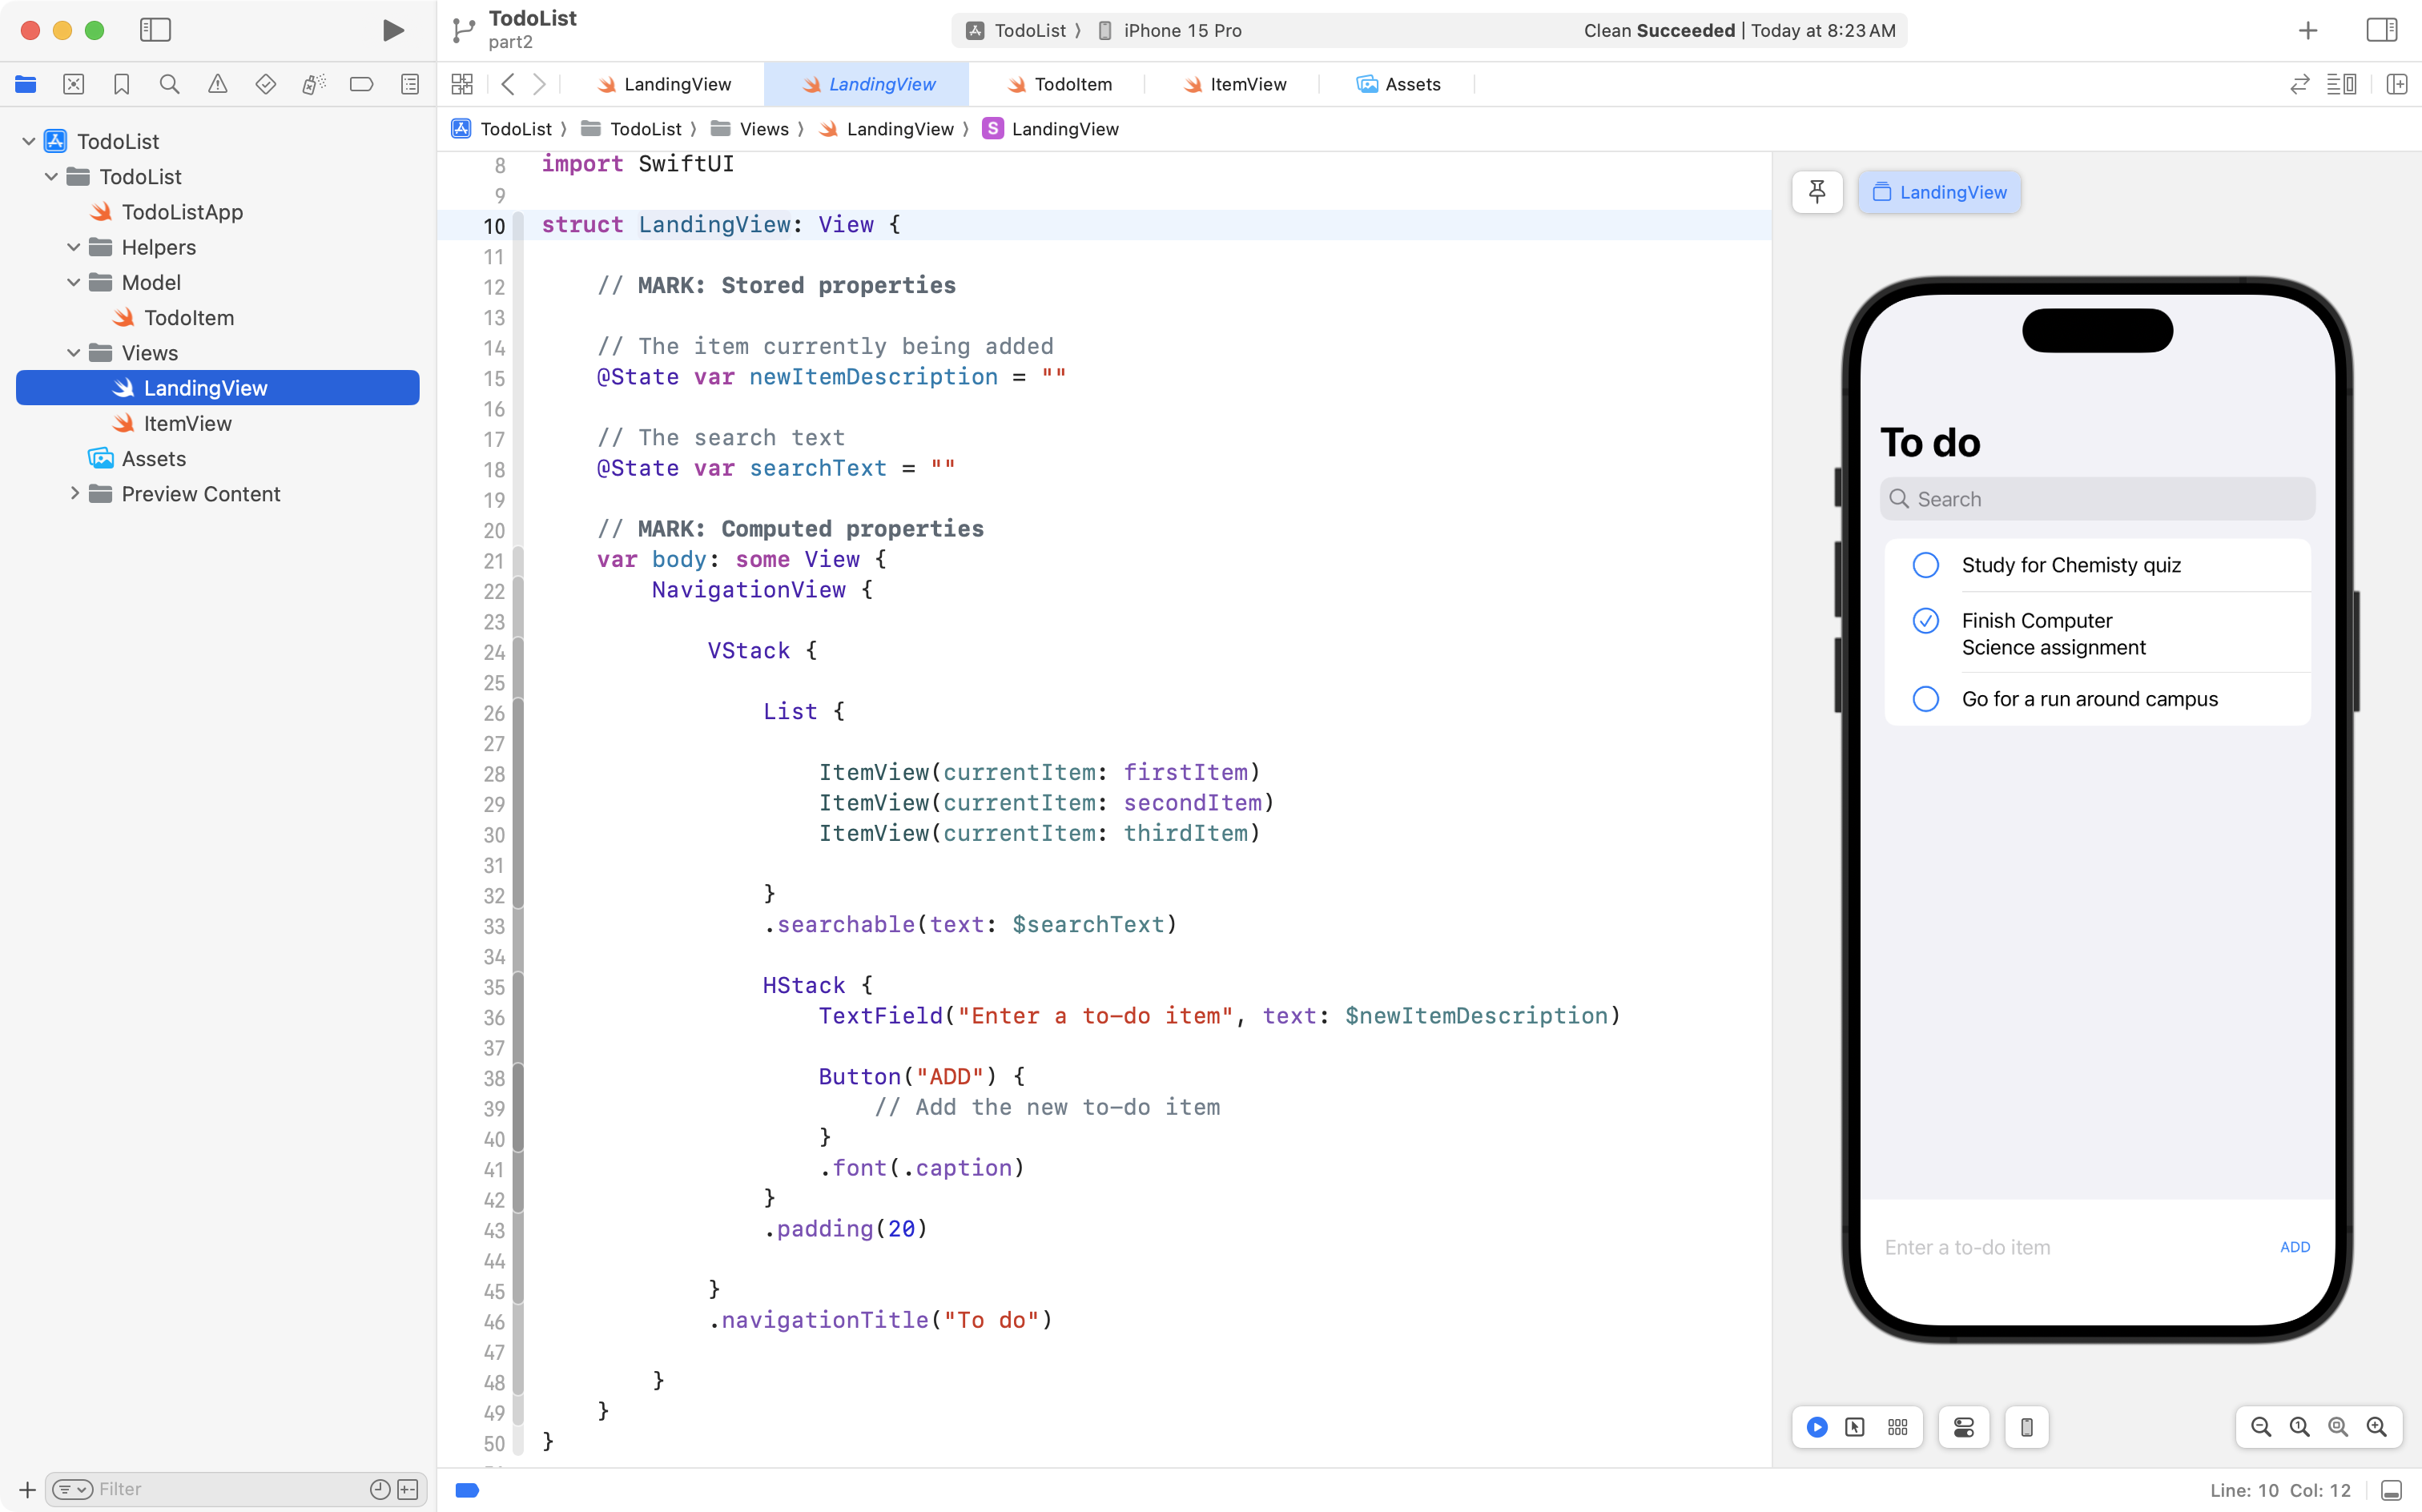 TodoList
part2
TodoList ⟩ iPhone 15 Pro
Clean Succeeded | Today at 8:23 AM
LandingView
LandingView
TodoItem
ItemView
Assets
TodoList ⟩ TodoList ⟩ Views ⟩ LandingView ⟩ S LandingView
TodoList
TodoList
TodoListApp
Helpers
Model
TodoItem
Views
LandingView
ItemView
Assets
Preview Content
Filter
8 import SwiftUI
9
10 struct LandingView: View {
11
12 // MARK: Stored properties
13
14 // The item currently being added
15 @State var newItemDescription = ""
16
17 // The search text
18 @State var searchText = ""
19
20 // MARK: Computed properties
21 var body: some View {
22 NavigationView {
23
24 VStack {
25
26 List {
27
28 ItemView(currentItem: firstItem)
29 ItemView(currentItem: secondItem)
30 ItemView(currentItem: thirdItem)
31
32 }
33 .searchable(text: $searchText)
34
35 HStack {
36 TextField("Enter a to-do item", text: $newItemDescription)
37
38 Button("ADD") {
39 // Add the new to-do item
40 }
41 .font(.caption)
42 }
43 .padding(20)
44
45 }
46 .navigationTitle("To do")
47
48 }
49 }
50 }
LandingView
To do
Search
Study for Chemisty quiz
Finish Computer
Science assignment
Go for a run around campus
Enter a to-do item
ADD
Line: 10 Col: 12